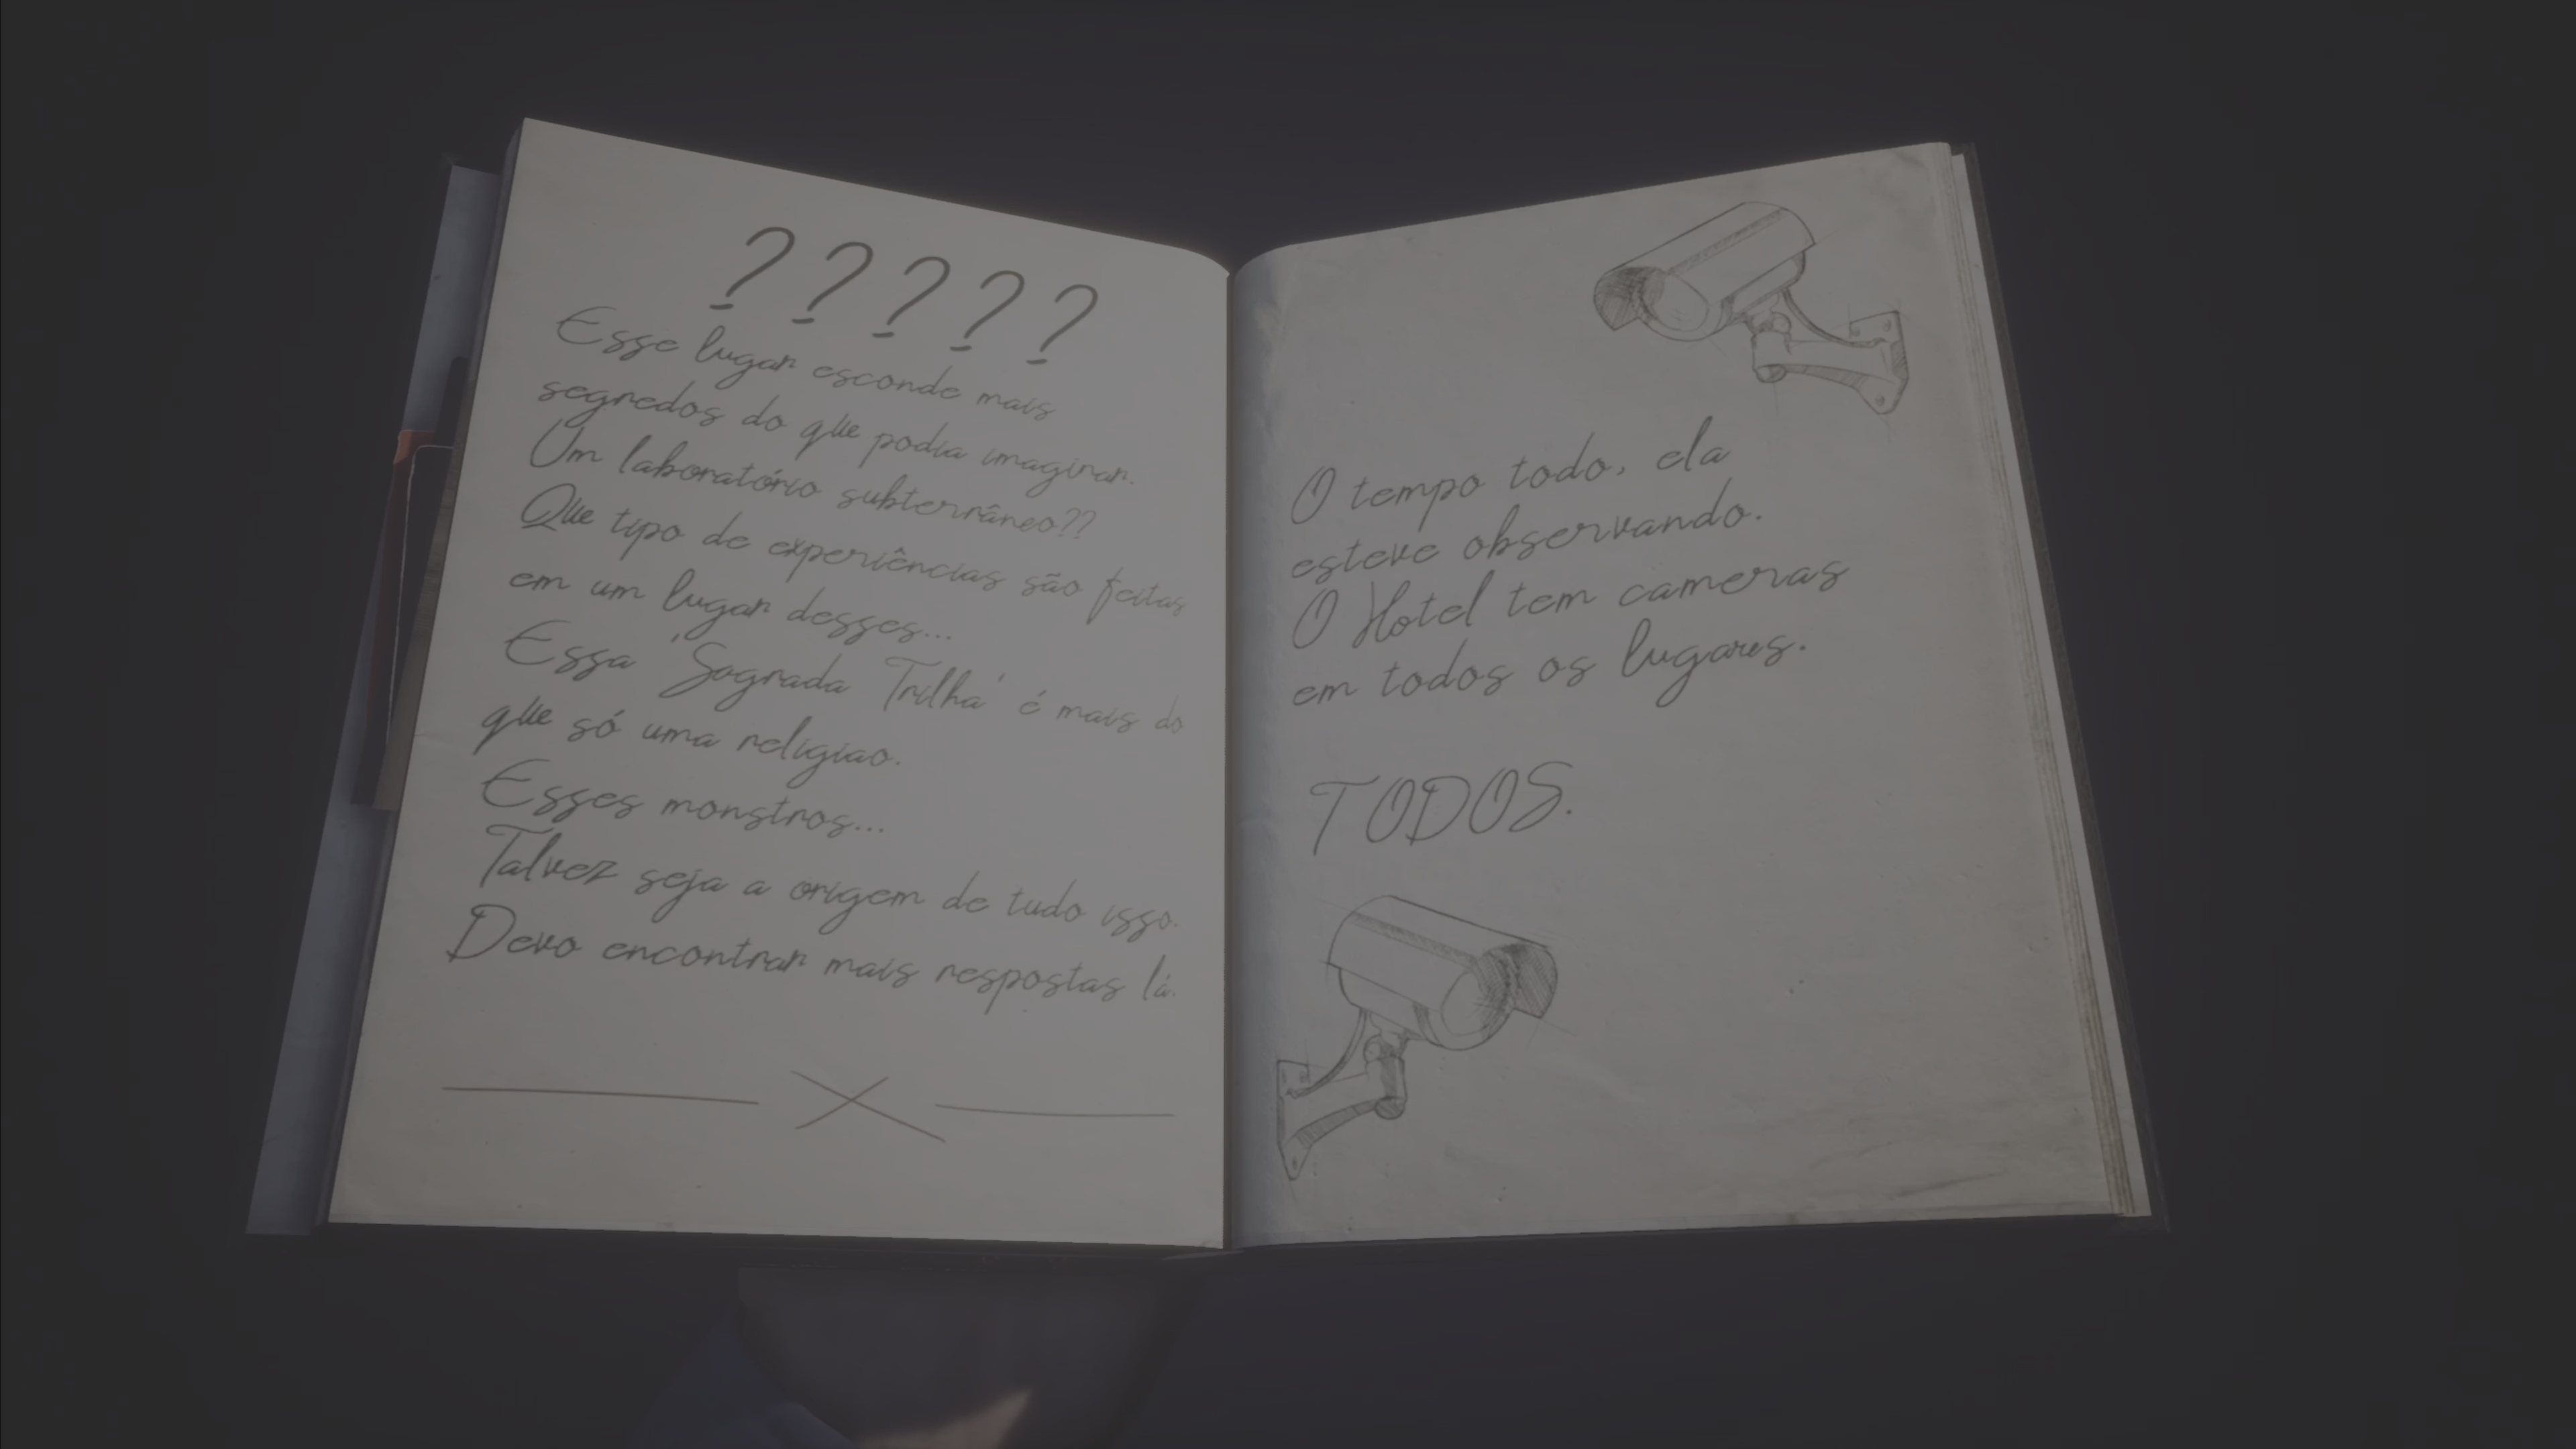 ?????
Esse lugar esconde mais
segredos do que podia imaginar.
Um laboratório subterrâneo??
Que tipo de experiências são feitas
em um lugar desses...
Essa 'Sagrada Trilha' é mais do
que só uma religiao.
Esses monstros...
Talvez seja a origem de tudo isso.
Devo encontrar mais respostas lá.
O tempo todo, ela
esteve observando.
O Hotel tem cameras
em todos os lugares.
TODOS.